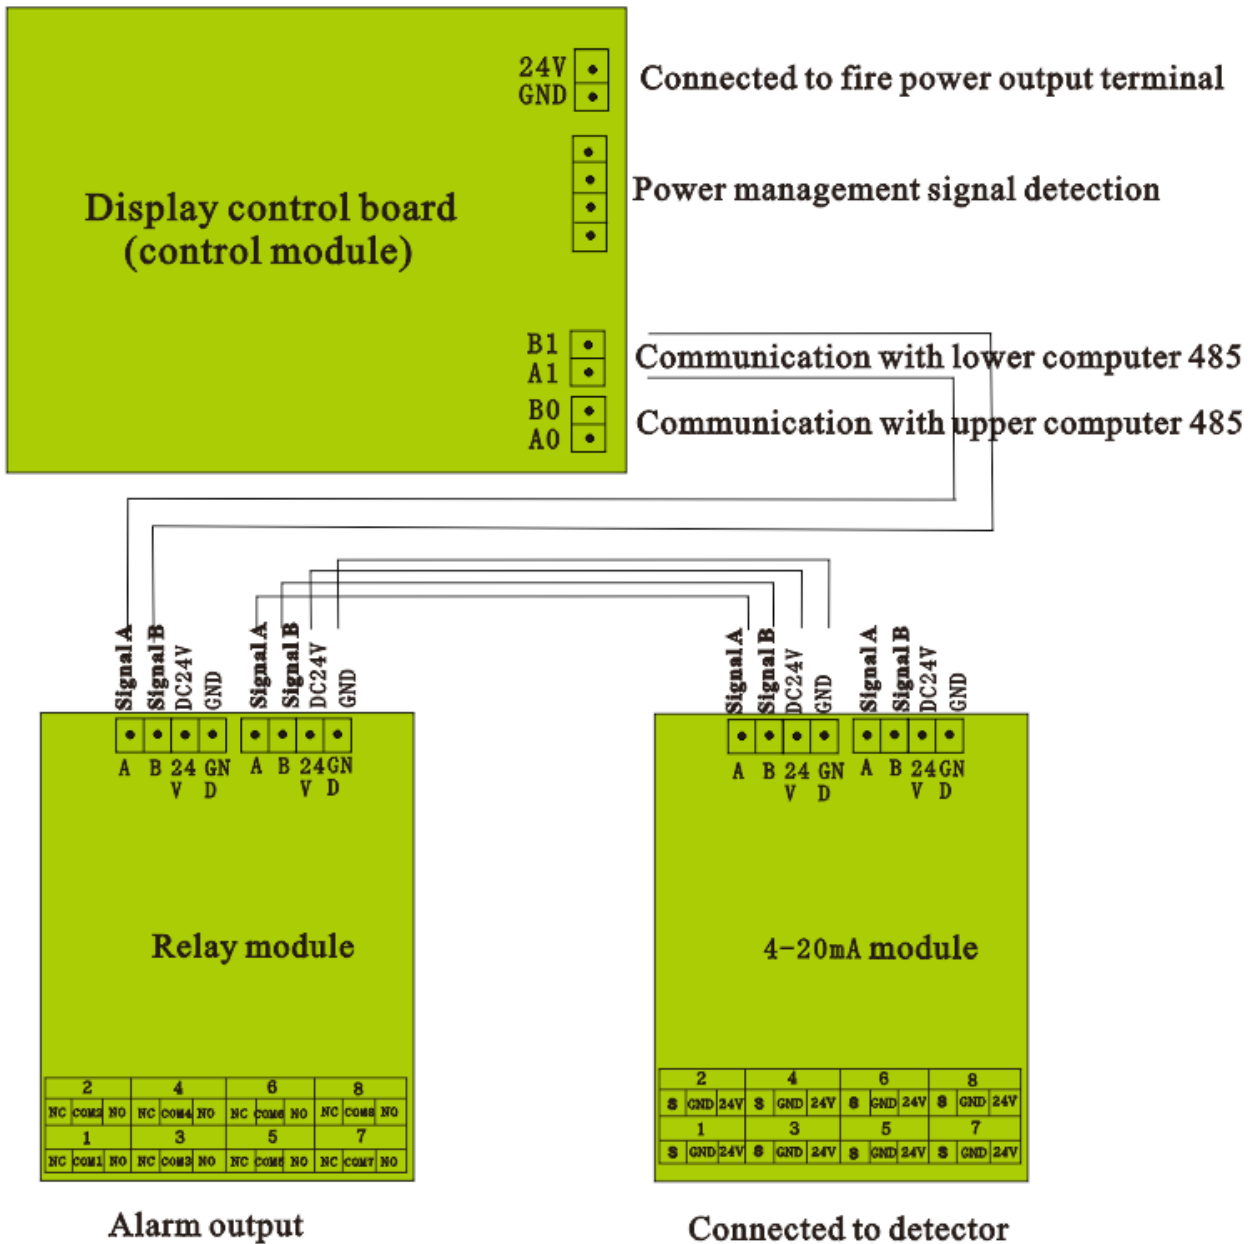 24V
GND
Connected to fire power output terminal
Power management signal detection
Display control board
(control module)
B1
A1
Communication with lower computer 485
B0
A0
Communication with upper computer 485
Signal A
Signal B
DC24V
GND
Signal A
Signal B
DC24V
GND
Signal A
Signal B
DC24V
GND
Signal A
Signal B
DC24V
GND
A B 24 GN A B 24 GN
V D V D
A B 24 GN A B 24 GN
V D V D
Relay module
4-20mA module
2 4 6 8
NC COM2 NO NC COM4 NO NC COM6 NO NC COM8 NO
1 3 5 7
NC COM1 NO NC COM3 NO NC COM5 NO NC COM7 NO
2 4 6 8
S GND 24V S GND 24V S GND 24V S GND 24V
1 3 5 7
S GND 24V S GND 24V S GND 24V S GND 24V
Alarm output
Connected to detector